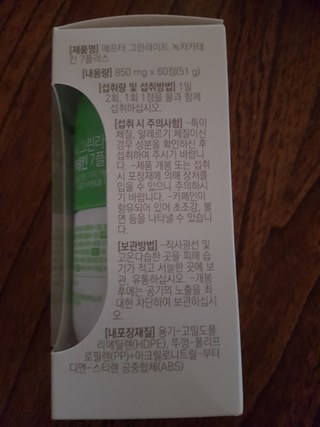 [제품명] 애프터 그린라이트 녹차카테
킨 7플러스
[내용량] 850 mg × 60정(51 g)
[섭취량 및 섭취방법] 1일
2회, 1회 1정을 물과 함께
섭취하십시오.
[섭취 시 주의사항] -특이
체질, 알레르기 체질이신
경우 성분을 확인하신 후
섭취하여 주시기 바랍니
다. -제품 개봉 또는 섭취
시 포장재에 의해 상처를
입을 수 있으니 주의하시
기 바랍니다. -카페인이
함유되어 있어 초조감, 불
면 등을 나타낼 수 있습니
다.
[보관방법] -직사광선 및
고온다습한 곳을 피해 습
기가 적고 서늘한 곳에 보
관, 유통하십시오. -개봉
후에는 공기의 노출을 최
대한 차단하여 보관하십시
오.
[내포장재질] 용기-고밀도폴
리에틸렌(HDPE), 뚜껑-폴리프
로필렌(PP)+아크릴로니트릴-부타
디엔-스티렌 공중합체(ABS)
그린라
테킨 7플